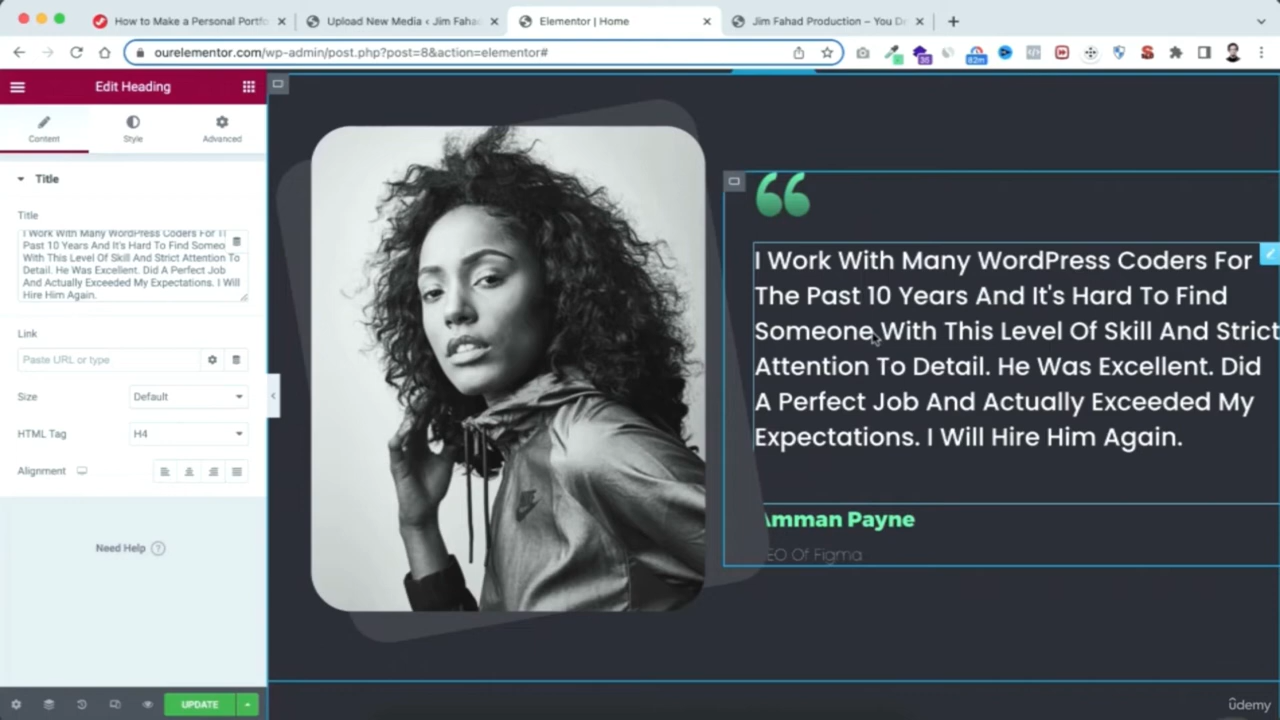 How to Make a Personal Portfo
Upload New Media ‹ Jim Faha
Elementor | Home
Jim Fahad Production – You D
ourelementor.com/wp-admin/post.php?post=8&action=elementor#
Edit Heading
Content
Style
Advanced
Title
Title
I Work With Many WordPress Coders For
Past 10 Years And It's Hard To Find Someo
With This Level Of Skill And Strict Attention To
Detail. He Was Excellent. Did A Perfect Job
And Actually Exceeded My Expectations. I Will
Hire Him Again.
Link
Paste URL or type
Size
Default
HTML Tag
H4
Alignment
Need Help
UPDATE
I Work With Many WordPress Coders For
The Past 10 Years And It's Hard To Find
Someone With This Level Of Skill And Strict
Attention To Detail. He Was Excellent. Did
A Perfect Job And Actually Exceeded My
Expectations. I Will Hire Him Again.
Amman Payne
EO Of Figma
ûdemy